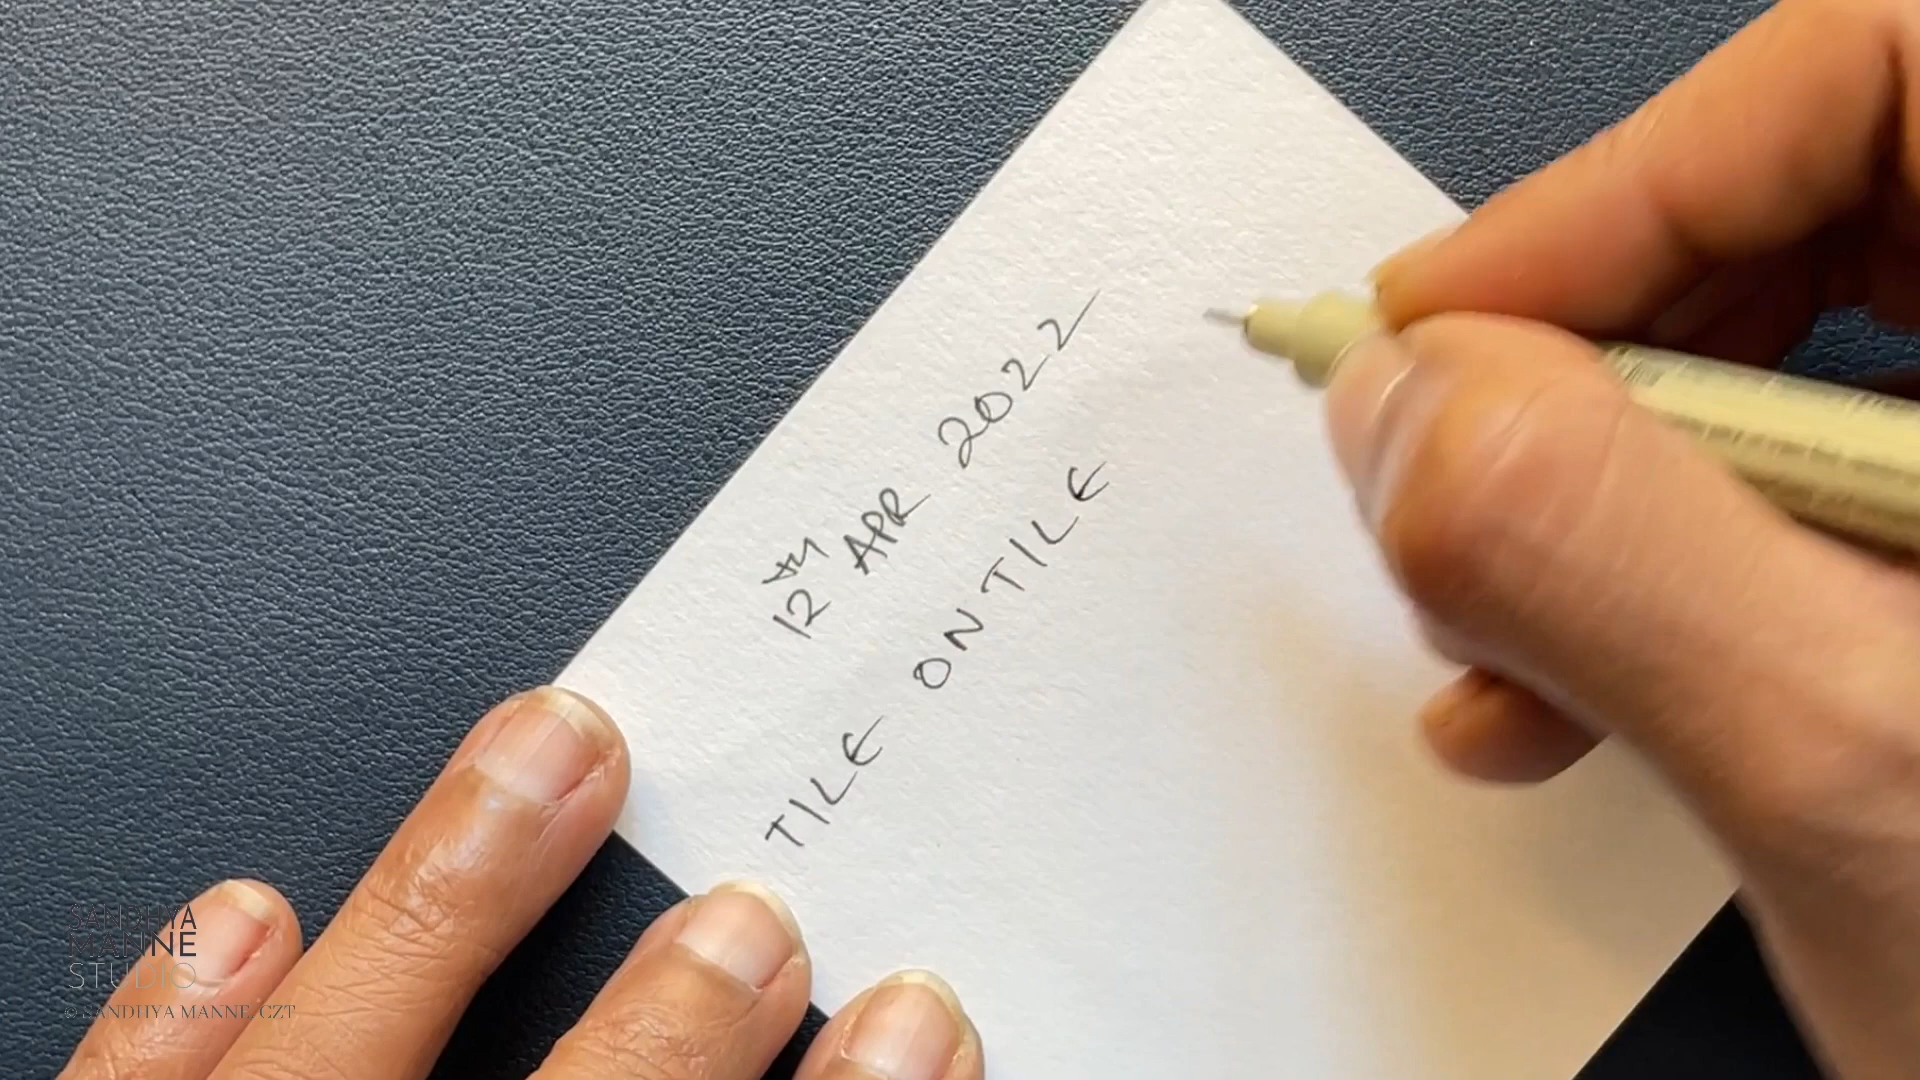 12TH APR 2022
TILE ON TILE
SANDHYA
MANNE
STUDIO
© SANDHYA MANNE, CZT